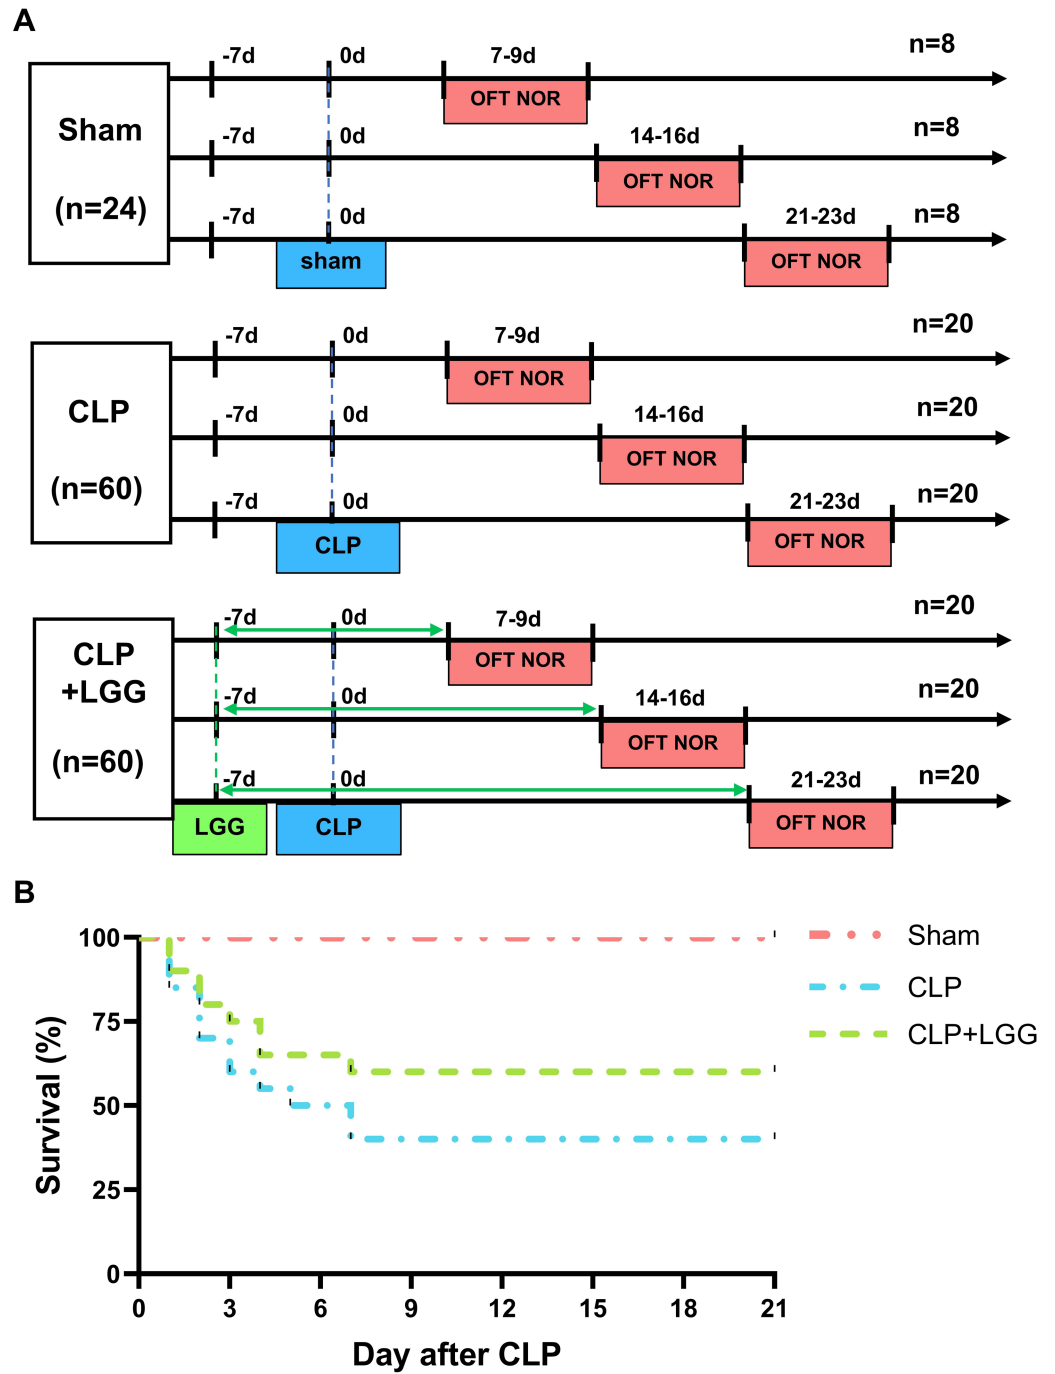 A
-7d 0d 7-9d n=8
OFT NOR
Sham
-7d 0d 14-16d n=8
OFT NOR
(n=24)
-7d 0d 21-23d n=8
sham OFT NOR
-7d 0d 7-9d n=20
OFT NOR
CLP
-7d 0d 14-16d n=20
OFT NOR
(n=60)
-7d 0d 21-23d n=20
CLP OFT NOR
-7d 0d 7-9d n=20
CLP
OFT NOR
+LGG
-7d 0d 14-16d n=20
OFT NOR
(n=60)
-7d 0d 21-23d n=20
LGG CLP OFT NOR
B
Survival (%)
100
75
50
25
0
0 3 6 9 12 15 18 21
Day after CLP
Sham
CLP
CLP+LGG